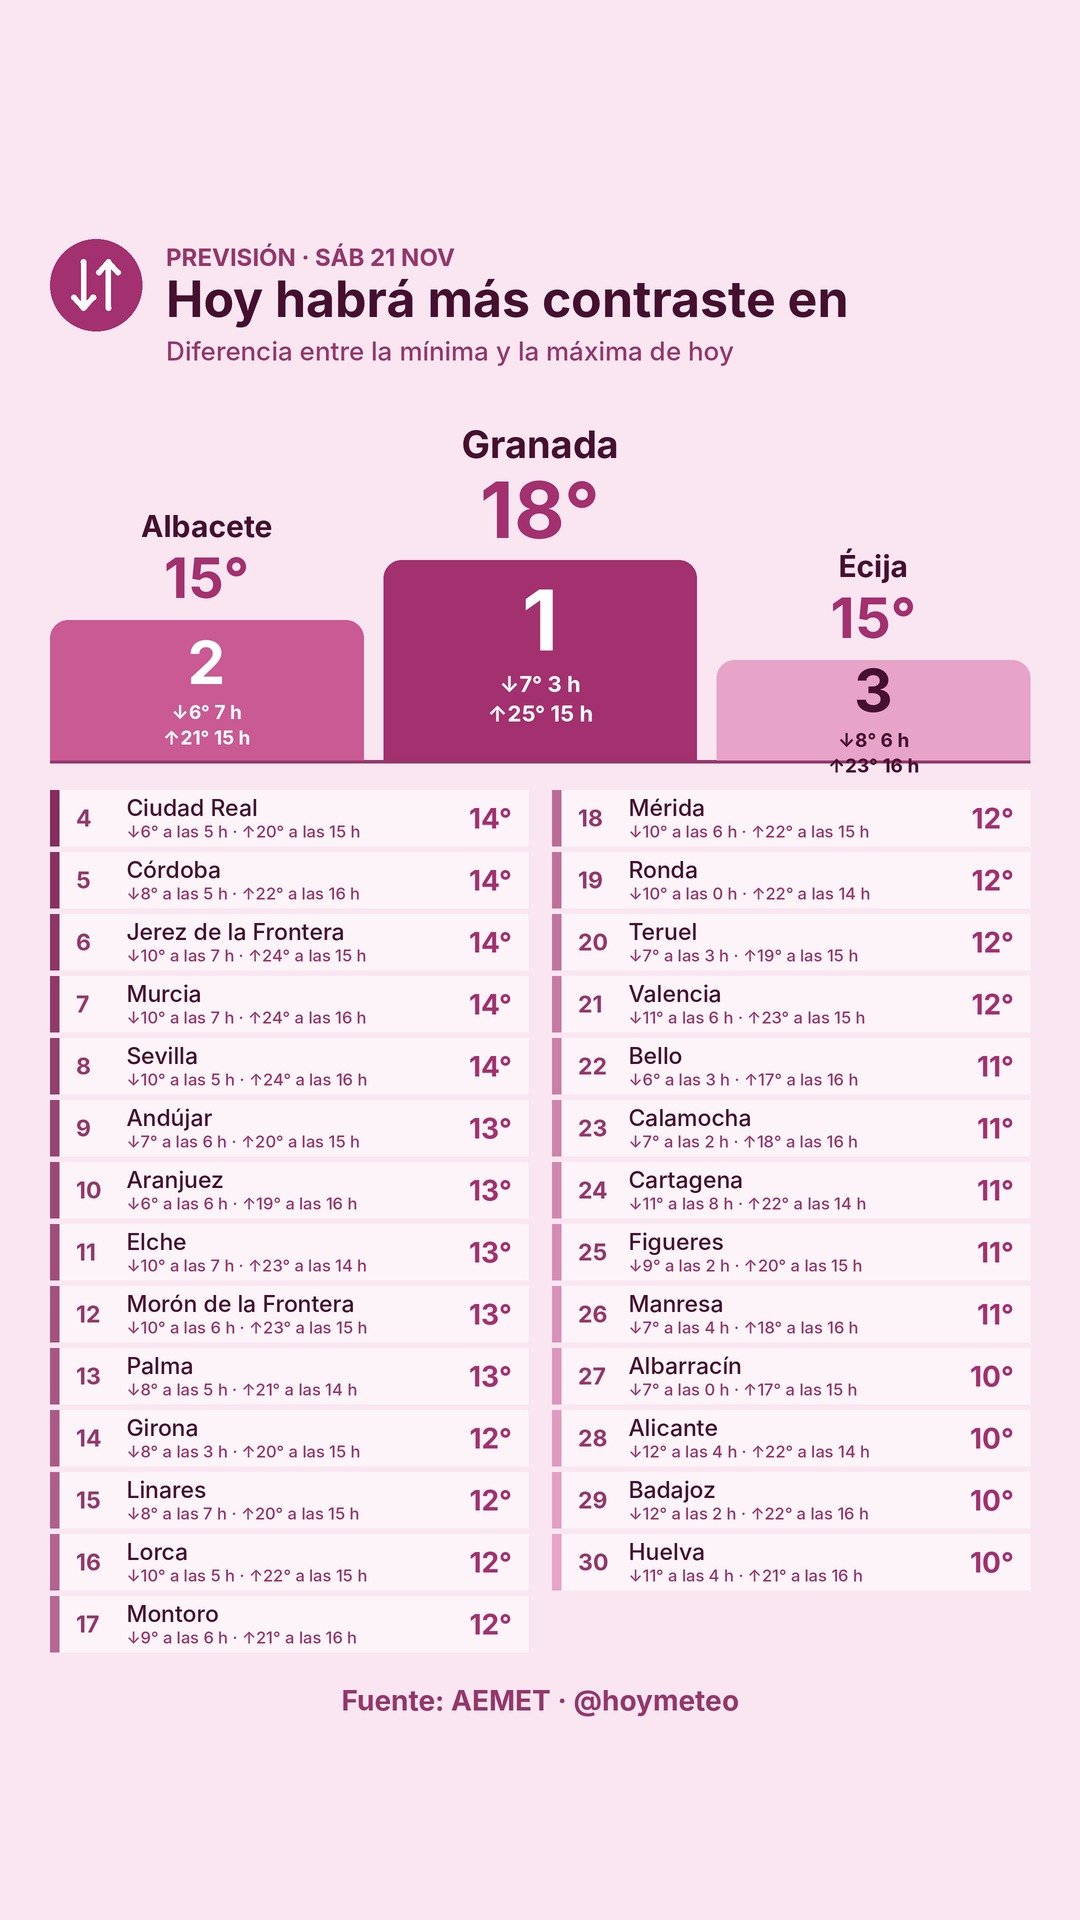 PREVISIÓN · SÁB 21 NOV
Hoy habrá más contraste en
Diferencia entre la mínima y la máxima de hoy
Granada
18°
1
↓7° 3 h
↑25° 15 h
Albacete
15°
2
↓6° 7 h
↑21° 15 h
Écija
15°
3
↓8° 6 h
↑23° 16 h
4 Ciudad Real 14°
↓6° a las 5 h · ↑20° a las 15 h
5 Córdoba 14°
↓8° a las 5 h · ↑22° a las 16 h
6 Jerez de la Frontera 14°
↓10° a las 7 h · ↑24° a las 15 h
7 Murcia 14°
↓10° a las 7 h · ↑24° a las 16 h
8 Sevilla 14°
↓10° a las 5 h · ↑24° a las 16 h
9 Andújar 13°
↓7° a las 6 h · ↑20° a las 15 h
10 Aranjuez 13°
↓6° a las 6 h · ↑19° a las 16 h
11 Elche 13°
↓10° a las 7 h · ↑23° a las 14 h
12 Morón de la Frontera 13°
↓10° a las 6 h · ↑23° a las 15 h
13 Palma 13°
↓8° a las 5 h · ↑21° a las 14 h
14 Girona 12°
↓8° a las 3 h · ↑20° a las 15 h
15 Linares 12°
↓8° a las 7 h · ↑20° a las 15 h
16 Lorca 12°
↓10° a las 5 h · ↑22° a las 15 h
17 Montoro 12°
↓9° a las 6 h · ↑21° a las 16 h
18 Mérida 12°
↓10° a las 6 h · ↑22° a las 15 h
19 Ronda 12°
↓10° a las 0 h · ↑22° a las 14 h
20 Teruel 12°
↓7° a las 3 h · ↑19° a las 15 h
21 Valencia 12°
↓11° a las 6 h · ↑23° a las 15 h
22 Bello 11°
↓6° a las 3 h · ↑17° a las 16 h
23 Calamocha 11°
↓7° a las 2 h · ↑18° a las 16 h
24 Cartagena 11°
↓11° a las 8 h · ↑22° a las 14 h
25 Figueres 11°
↓9° a las 2 h · ↑20° a las 15 h
26 Manresa 11°
↓7° a las 4 h · ↑18° a las 16 h
27 Albarracín 10°
↓7° a las 0 h · ↑17° a las 15 h
28 Alicante 10°
↓12° a las 4 h · ↑22° a las 14 h
29 Badajoz 10°
↓12° a las 2 h · ↑22° a las 16 h
30 Huelva 10°
↓11° a las 4 h · ↑21° a las 16 h
Fuente: AEMET · @hoymeteo